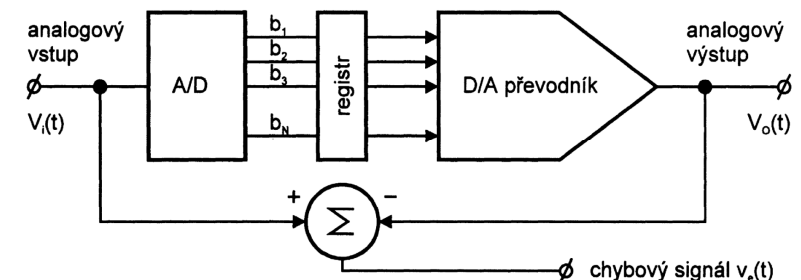 analogový
vstup
V_i(t)
A/D
b_1
b_2
b_3
b_N
registr
D/A převodník
analogový
výstup
V_o(t)
+
−
Σ
chybový signál v_e(t)